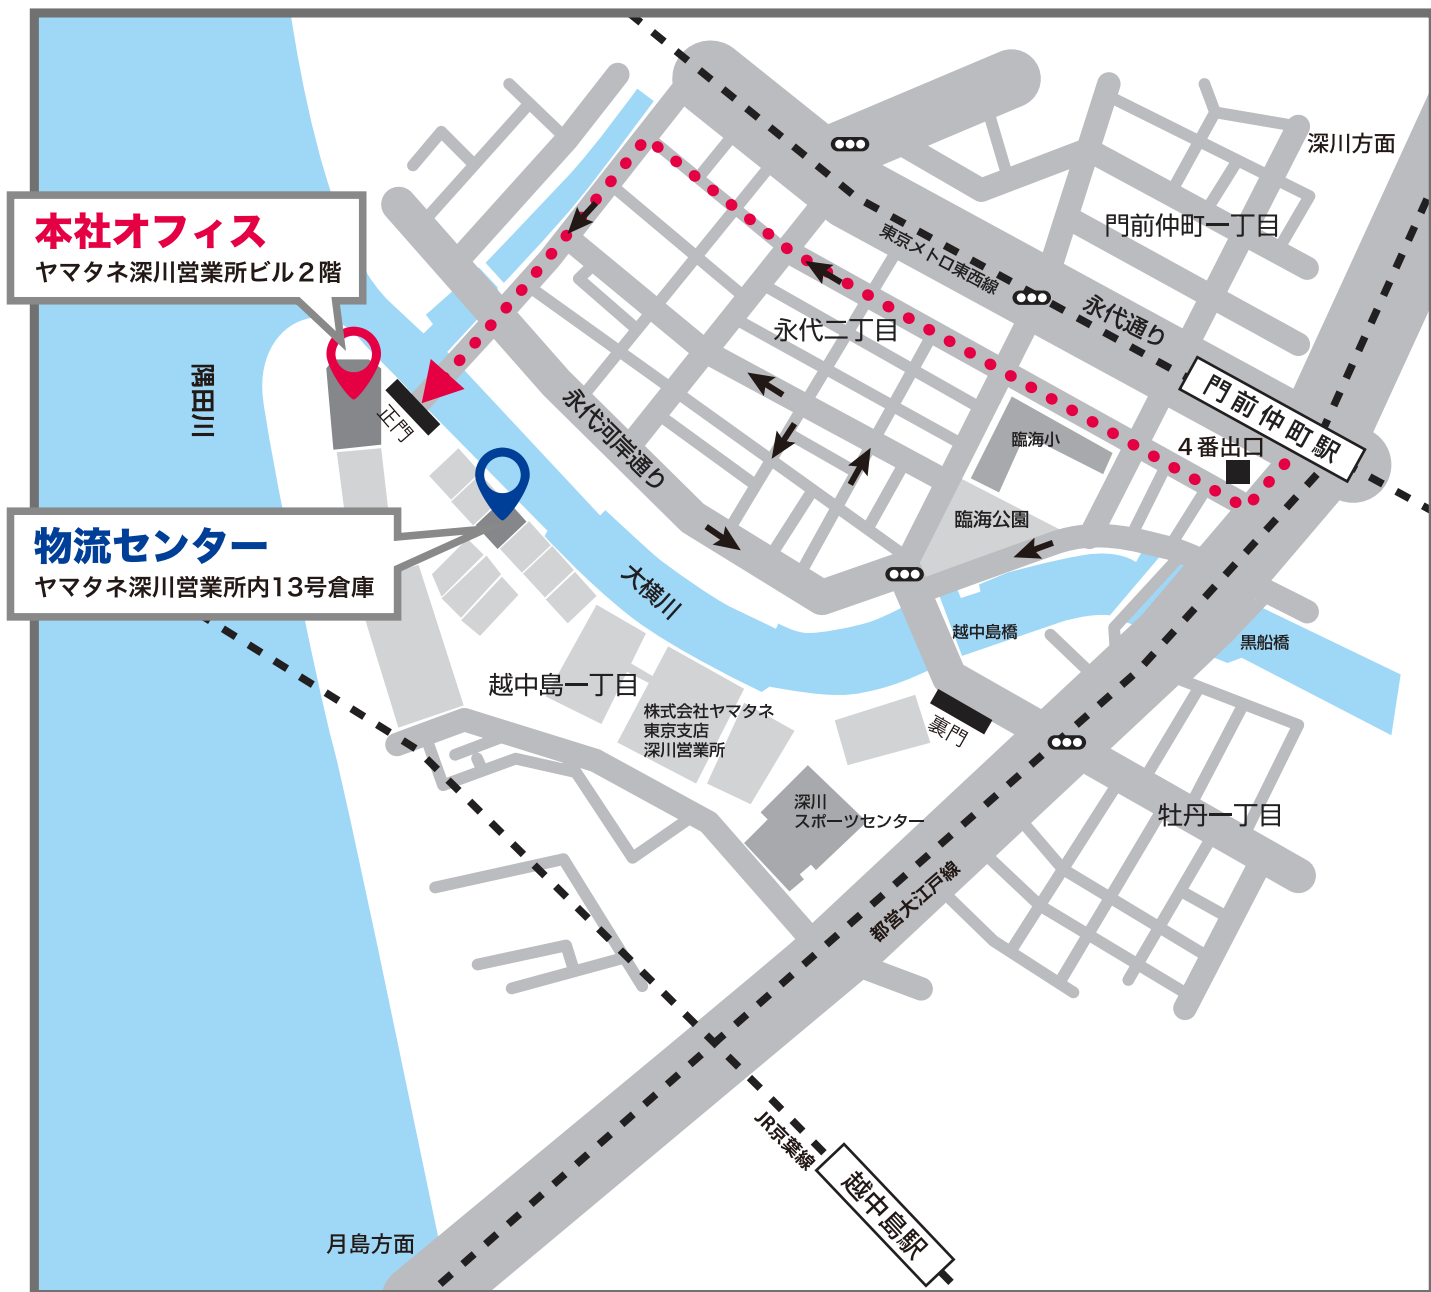 深川方面
本社オフィス
ヤマタネ深川営業所ビル2階
門前仲町一丁目
東京メトロ東西線
永代通り
永代二丁目
隅田川
正門
門前仲町駅
4番出口
臨海小
永代河岸通り
臨海公園
物流センター
ヤマタネ深川営業所内13号倉庫
大横川
越中島橋
黒船橋
越中島一丁目
株式会社ヤマタネ
東京支店
深川営業所
裏門
深川
スポーツセンター
牡丹一丁目
都営大江戸線
JR京葉線
越中島駅
月島方面